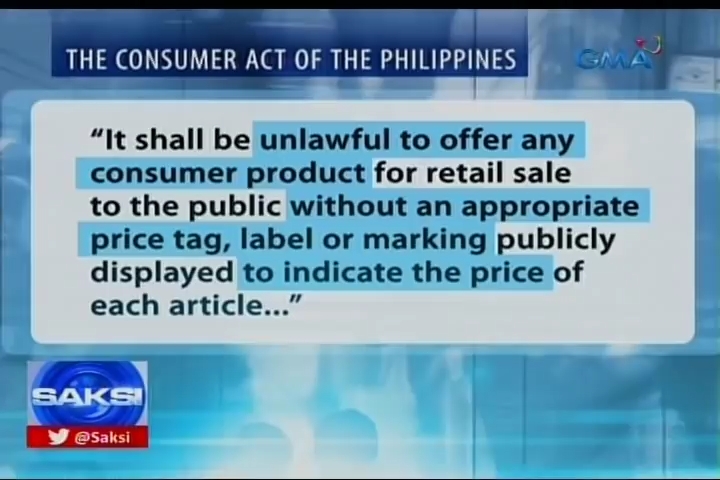 THE CONSUMER ACT OF THE PHILIPPINES
GMA
“It shall be unlawful to offer any
consumer product for retail sale
to the public without an appropriate
price tag, label or marking publicly
displayed to indicate the price of
each article...”
SAKSI
@Saksi